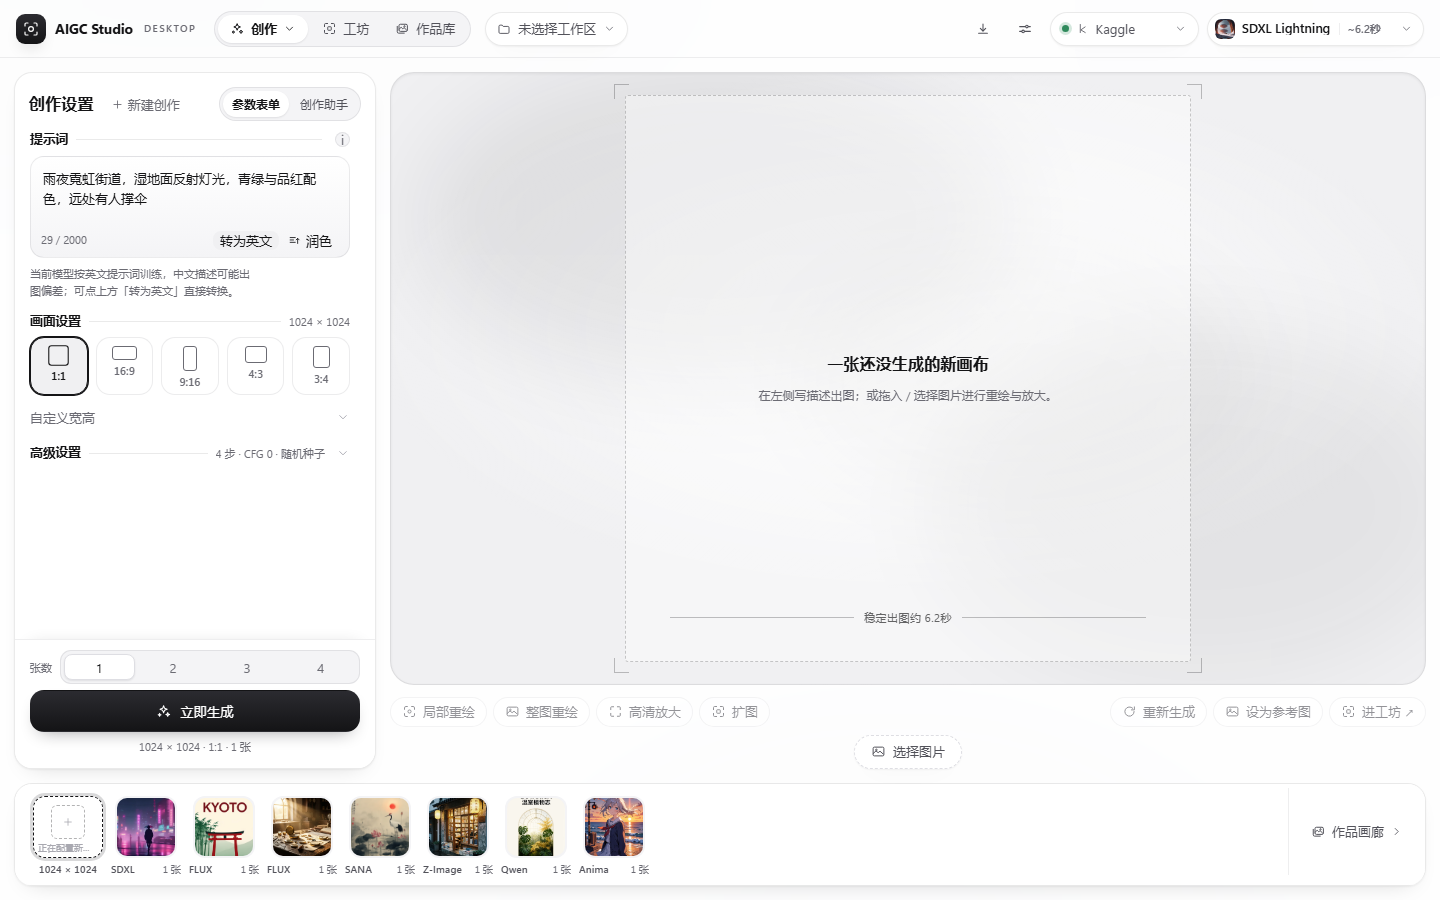 AIGC Studio DESKTOP 创作 工坊 作品库 未选择工作区 Kaggle SDXL Lightning ~6.2秒
创作设置 + 新建创作 参数表单 创作助手
提示词
雨夜霓虹街道，湿地面反射灯光，青绿与品红配
色，远处有人撑伞
29 / 2000 转为英文 润色
当前模型按英文提示词训练，中文描述可能出
图偏差；可点上方「转为英文」直接转换。
画面设置 1024 × 1024
1:1 16:9 9:16 4:3 3:4
自定义宽高
高级设置 4 步 · CFG 0 · 随机种子
张数 1 2 3 4
立即生成
1024 × 1024 · 1:1 · 1 张
一张还没生成的新画布
在左侧写描述出图；或拖入 / 选择图片进行重绘与放大。
稳定出图约 6.2秒
局部重绘 整图重绘 高清放大 扩图 重新生成 设为参考图 进工坊 ↗
选择图片
正在配置新...
KYOTO
温室植物志
1024 × 1024 SDXL 1 张 FLUX 1 张 FLUX 1 张 SANA 1 张 Z-Image 1 张 Qwen 1 张 Anima 1 张
作品画廊